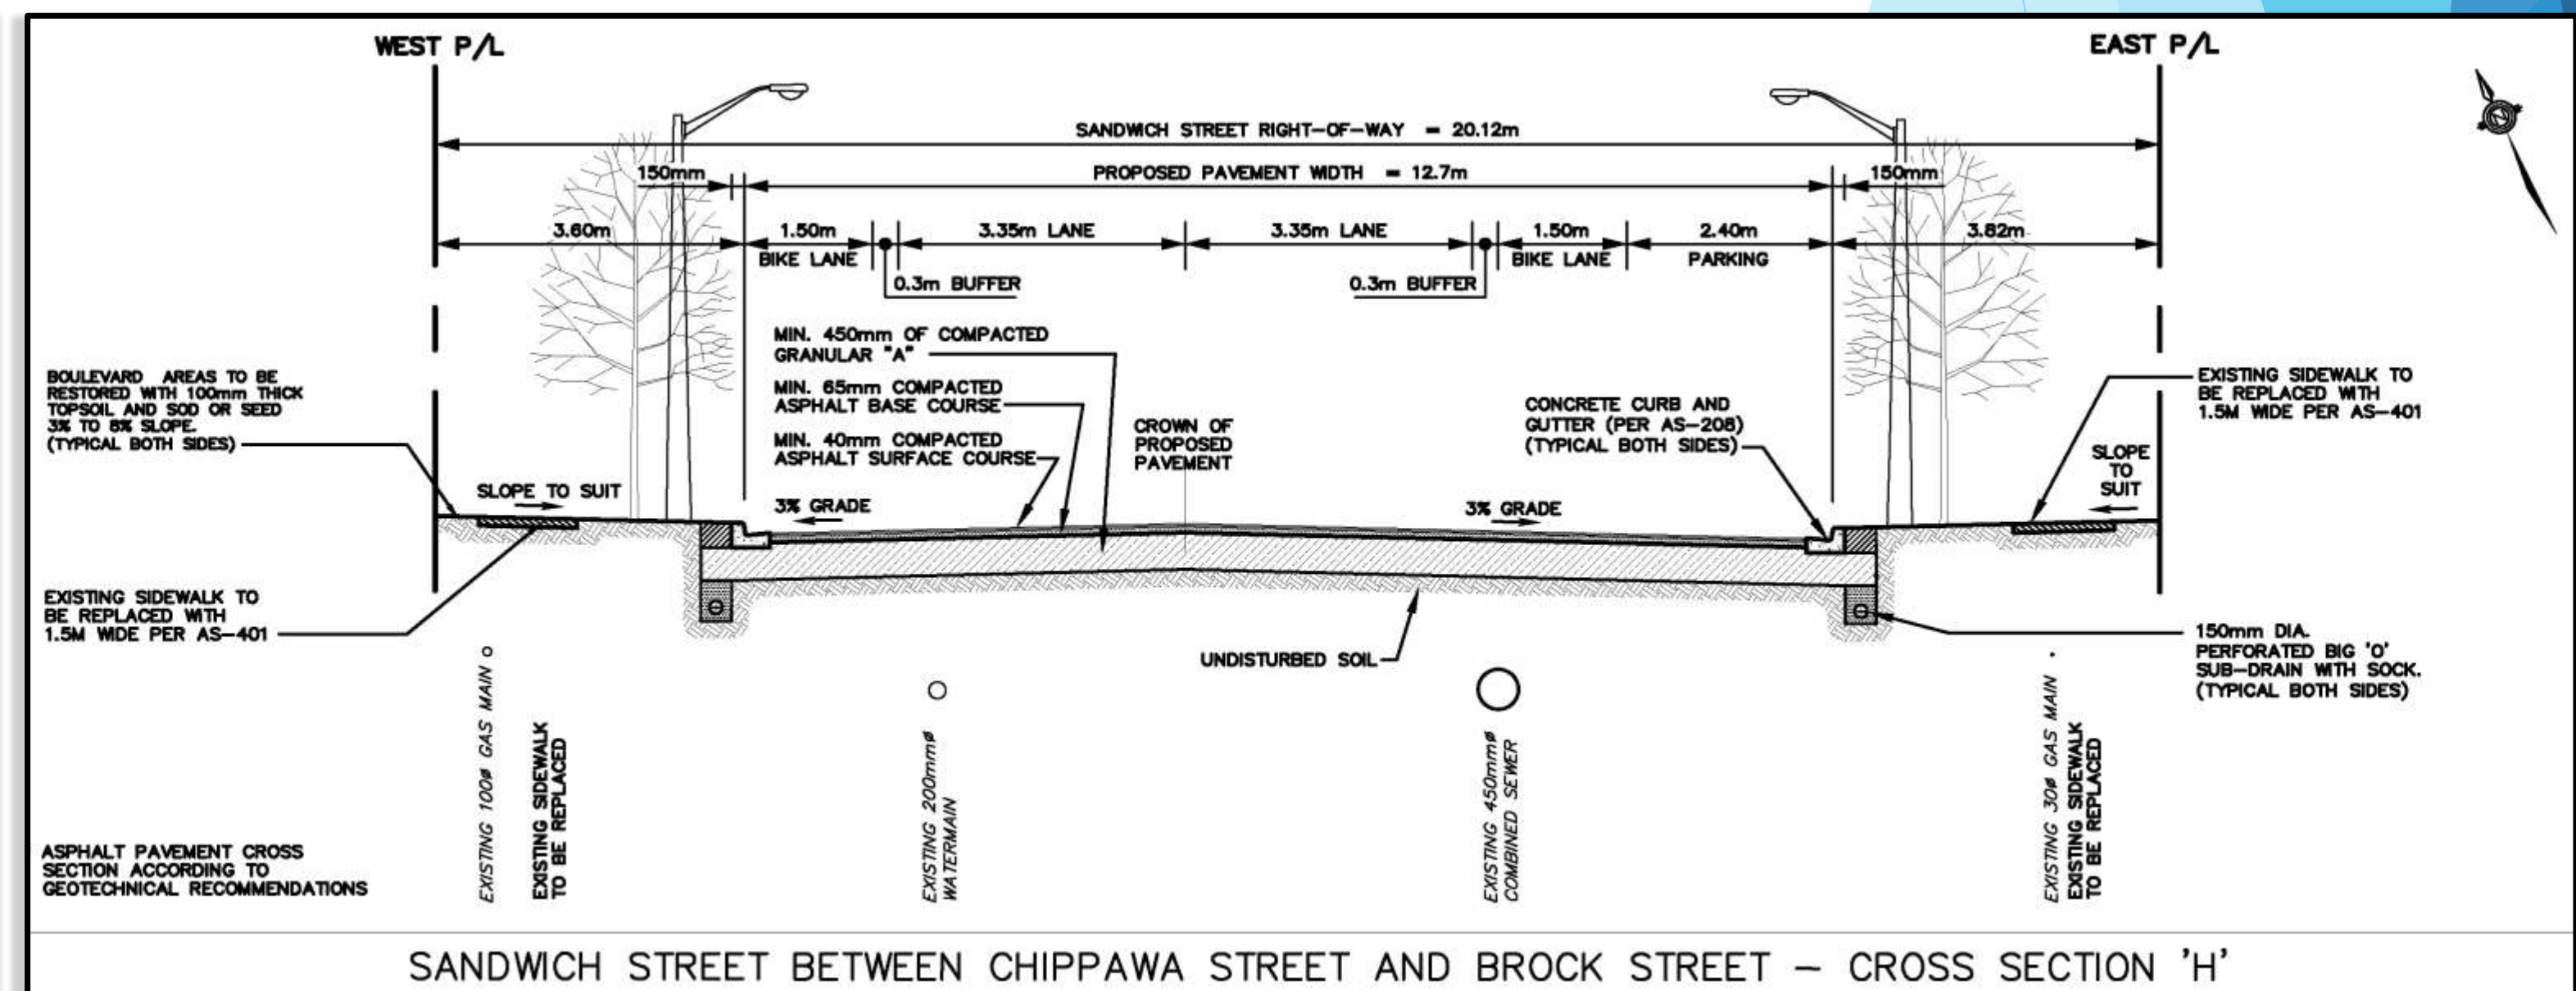 WEST P/L
EAST P/L
SANDWICH STREET RIGHT-OF-WAY = 20.12m
150mm
PROPOSED PAVEMENT WIDTH = 12.7m
150mm
3.60m
1.50m
BIKE LANE
3.35m LANE
3.35m LANE
1.50m
BIKE LANE
2.40m
PARKING
3.82m
0.3m BUFFER
0.3m BUFFER
N
MIN. 450mm OF COMPACTED
GRANULAR "A"
MIN. 65mm COMPACTED
ASPHALT BASE COURSE
MIN. 40mm COMPACTED
ASPHALT SURFACE COURSE
CROWN OF
PROPOSED
PAVEMENT
CONCRETE CURB AND
GUTTER (PER AS-208)
(TYPICAL BOTH SIDES)
BOULEVARD AREAS TO BE
RESTORED WITH 100mm THICK
TOPSOIL AND SOD OR SEED
3% TO 8% SLOPE.
(TYPICAL BOTH SIDES)
EXISTING SIDEWALK TO
BE REPLACED WITH
1.5M WIDE PER AS-401
SLOPE
TO
SUIT
SLOPE TO SUIT
3% GRADE
3% GRADE
EXISTING SIDEWALK TO
BE REPLACED WITH
1.5M WIDE PER AS-401
UNDISTURBED SOIL
150mm DIA.
PERFORATED BIG 'O'
SUB-DRAIN WITH SOCK.
(TYPICAL BOTH SIDES)
EXISTING 100ø GAS MAIN
EXISTING SIDEWALK
TO BE REPLACED
EXISTING 200mmø
WATERMAIN
EXISTING 450mmø
COMBINED SEWER
EXISTING 30ø GAS MAIN
EXISTING SIDEWALK
TO BE REPLACED
ASPHALT PAVEMENT CROSS
SECTION ACCORDING TO
GEOTECHNICAL RECOMMENDATIONS
SANDWICH STREET BETWEEN CHIPPAWA STREET AND BROCK STREET – CROSS SECTION 'H'